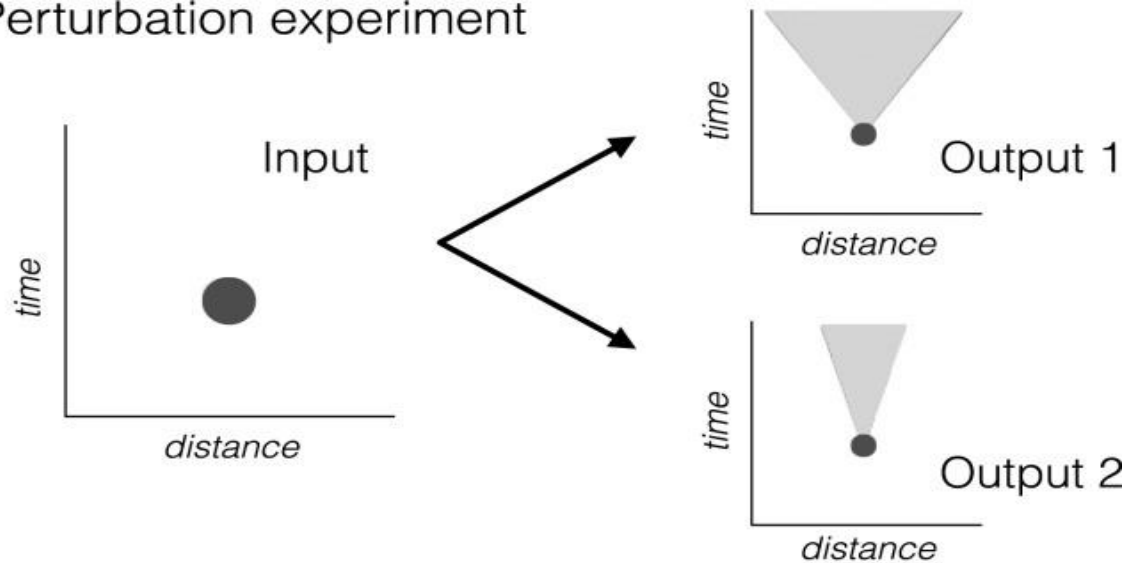 Perturbation experiment
Input
time
distance
time
Output 1
distance
time
Output 2
distance